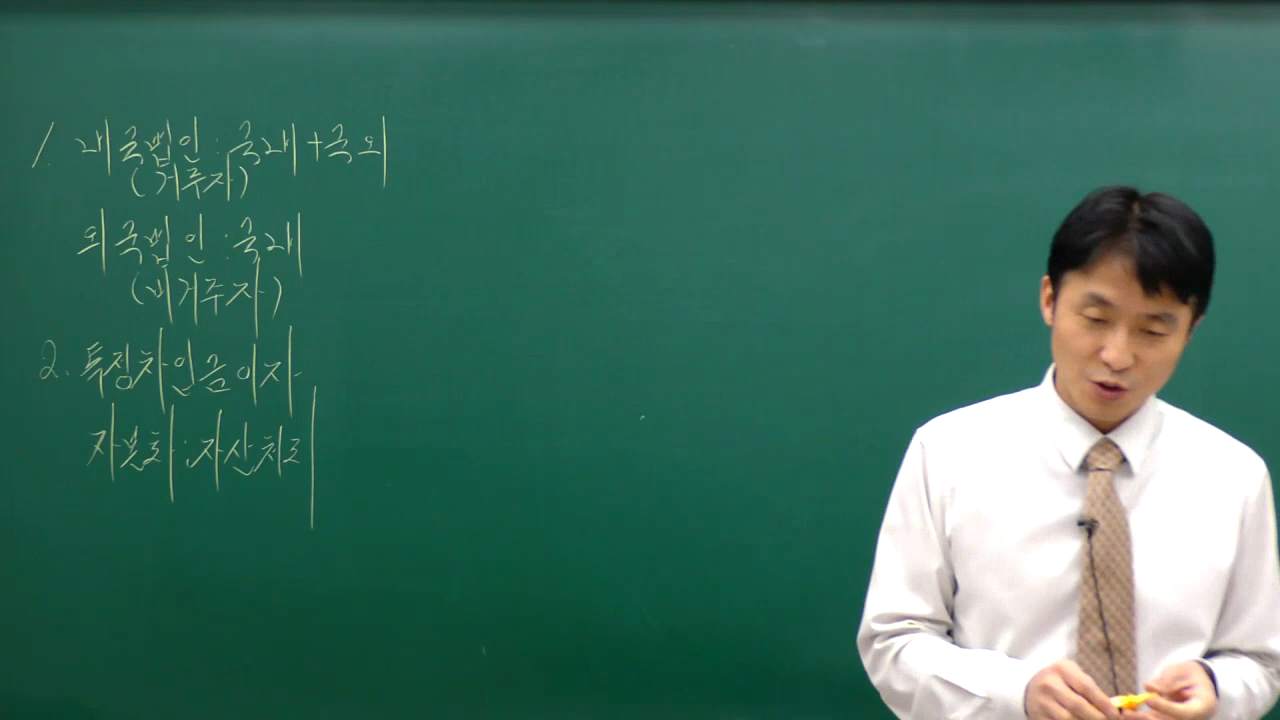 1. 내국법인 : 국내 + 국외
(거주자)
외국법인 : 국내
(비거주자)
2. 특정차입금이자
자본화 : 자산처리